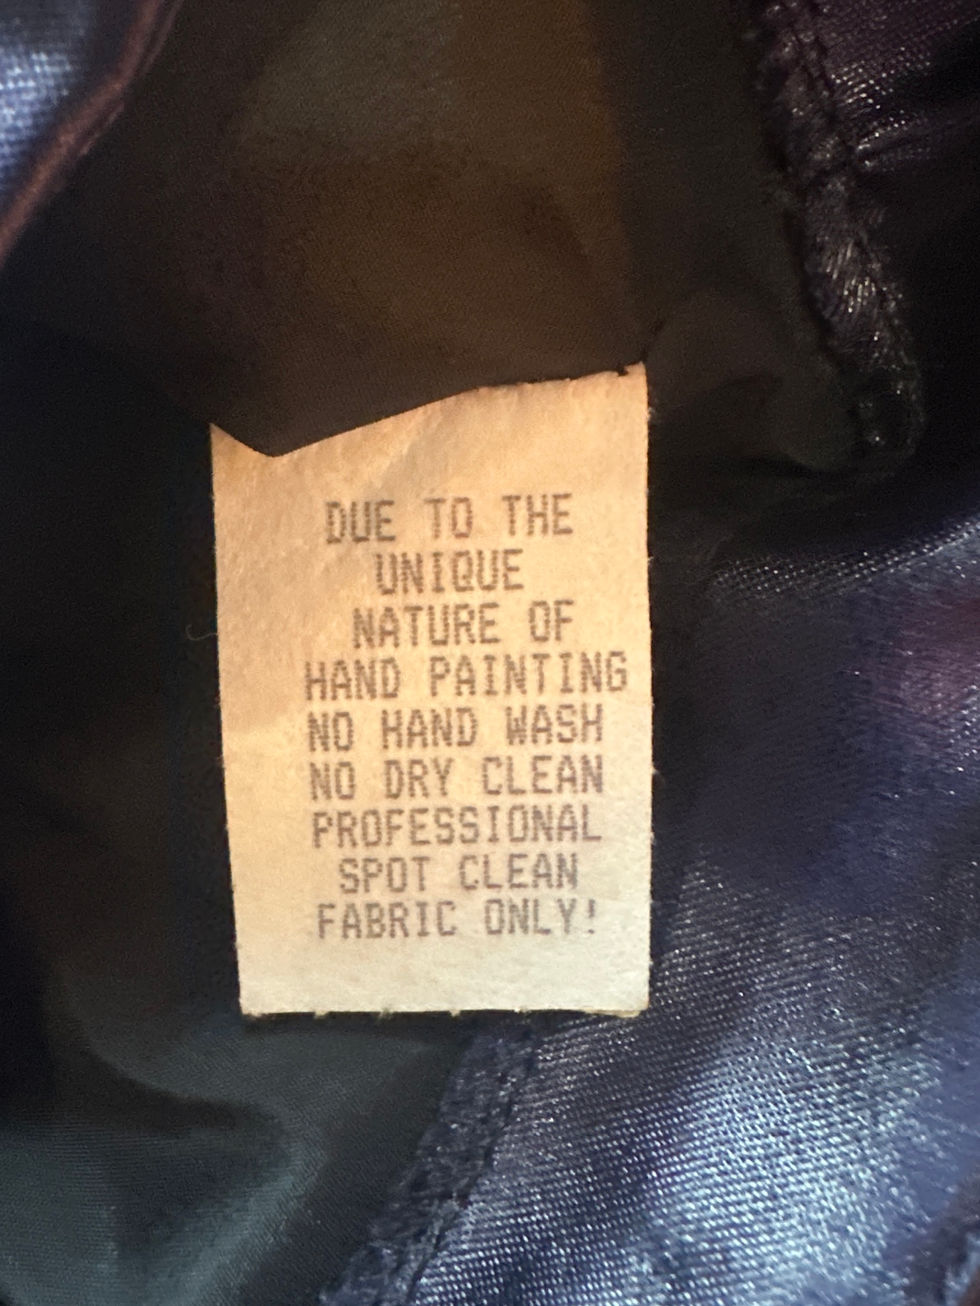 DUE TO THE
UNIQUE
NATURE OF
HAND PAINTING
NO HAND WASH
NO DRY CLEAN
PROFESSIONAL
SPOT CLEAN
FABRIC ONLY!